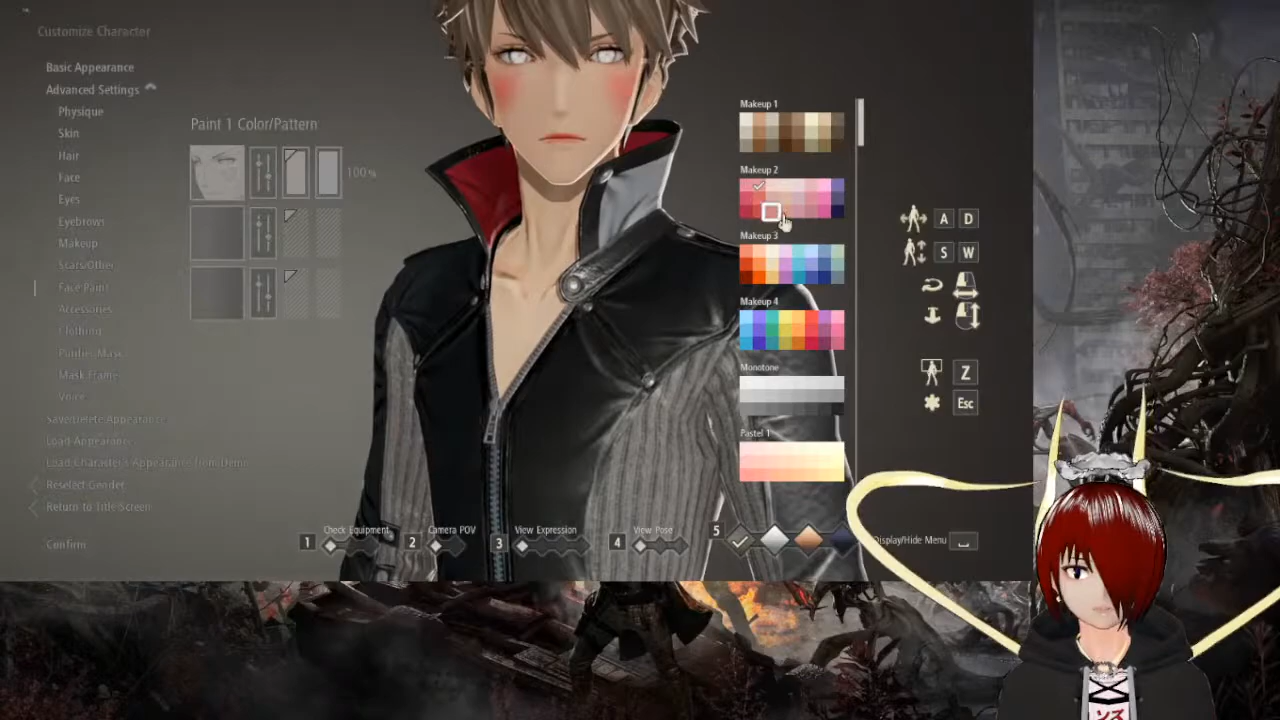 Customize Character
Basic Appearance
Advanced Settings
Physique
Skin
Hair
Face
Eyes
Eyebrows
Makeup
Scars/Other
Face Paint
Accessories
Clothing
Purifier Mask
Mask Frame
Voice
Save/Delete Appearance
Load Appearance
Load Character's Appearance from Demo
Reselect Gender
Return to Title Screen
Confirm
Paint 1 Color/Pattern
100%
Makeup 1
Makeup 2
Makeup 3
Makeup 4
Monotone
Pastel 1
A D
S W
Z
Esc
1 Check Equipment
2 Camera POV
3 View Expression
4 View Pose
5
Display/Hide Menu